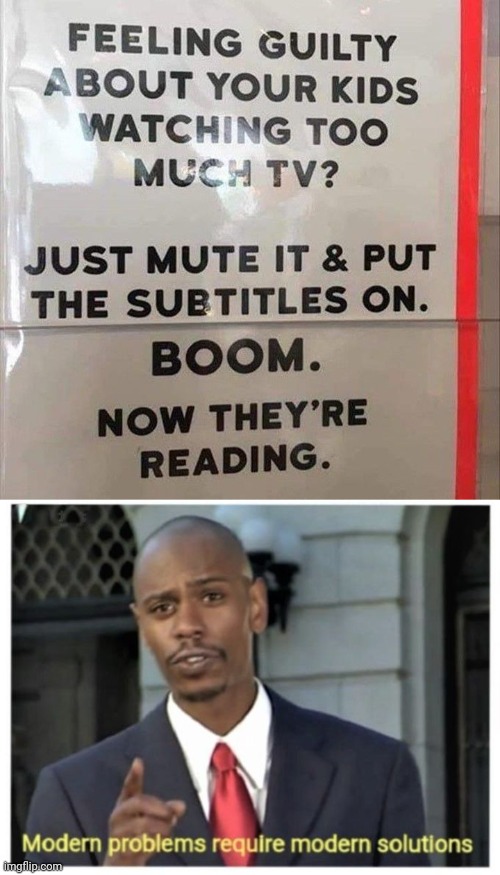 FEELING GUILTY
ABOUT YOUR KIDS
WATCHING TOO
MUCH TV?
JUST MUTE IT & PUT
THE SUBTITLES ON.
BOOM.
NOW THEY'RE
READING.
Modern problems require modern solutions
imgflip.com